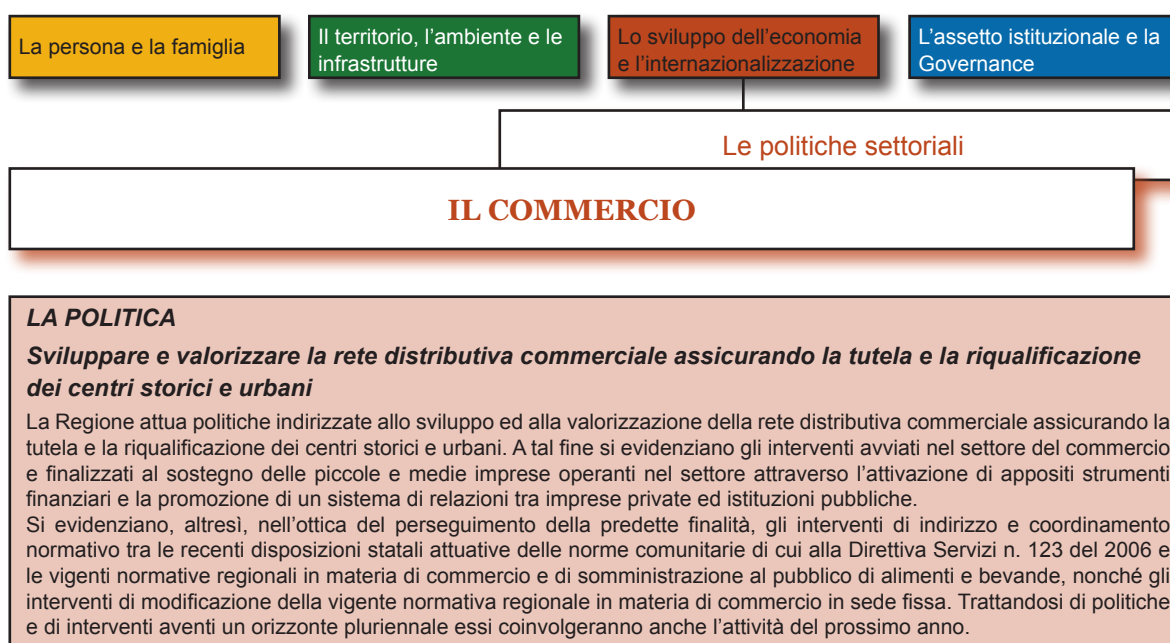 La persona e la famiglia
Il territorio, l'ambiente e le
infrastrutture
Lo sviluppo dell'economia
e l'internazionalizzazione
L'assetto istituzionale e la
Governance
Le politiche settoriali
IL COMMERCIO
LA POLITICA
Sviluppare e valorizzare la rete distributiva commerciale assicurando la tutela e la riqualificazione
dei centri storici e urbani
La Regione attua politiche indirizzate allo sviluppo ed alla valorizzazione della rete distributiva commerciale assicurando la
tutela e la riqualificazione dei centri storici e urbani. A tal fine si evidenziano gli interventi avviati nel settore del commercio
e finalizzati al sostegno delle piccole e medie imprese operanti nel settore attraverso l'attivazione di appositi strumenti
finanziari e la promozione di un sistema di relazioni tra imprese private ed istituzioni pubbliche.
Si evidenziano, altresì, nell'ottica del perseguimento della predette finalità, gli interventi di indirizzo e coordinamento
normativo tra le recenti disposizioni statali attuative delle norme comunitarie di cui alla Direttiva Servizi n. 123 del 2006 e
le vigenti normative regionali in materia di commercio e di somministrazione al pubblico di alimenti e bevande, nonché gli
interventi di modificazione della vigente normativa regionale in materia di commercio in sede fissa. Trattandosi di politiche
e di interventi aventi un orizzonte pluriennale essi coinvolgeranno anche l'attività del prossimo anno.